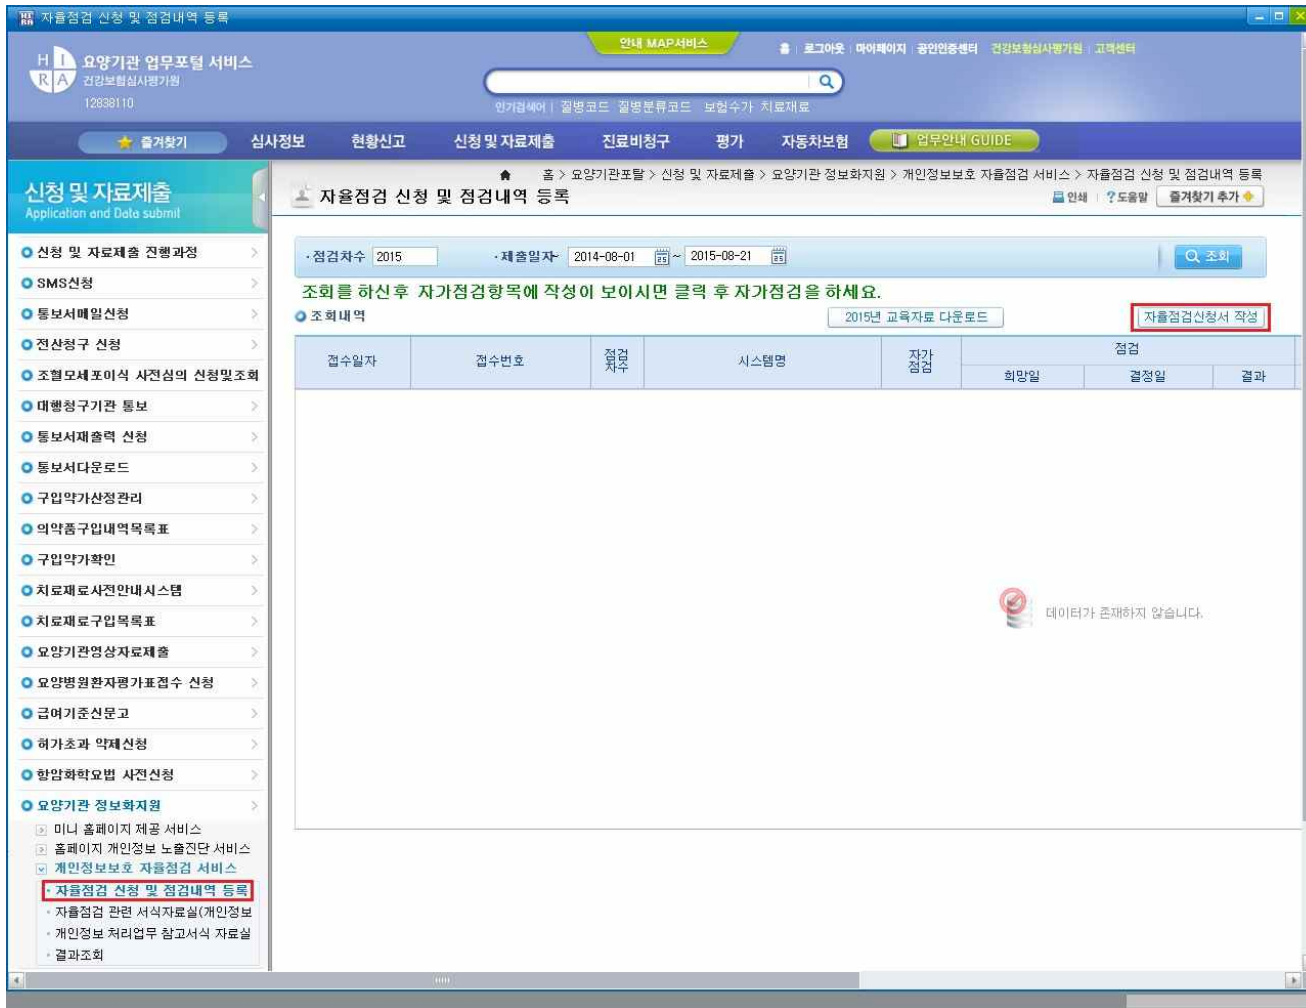 자율점검 신청 및 점검내역 등록
HIRA 요양기관 업무포털 서비스
건강보험심사평가원
12838110
안내 MAP서비스
홈 | 로그아웃 | 마이페이지 | 공인인증센터 | 건강보험심사평가원 | 고객센터
인기검색어 | 질병코드 질병분류코드 보험수가 치료재료
즐겨찾기 심사정보 현황신고 신청 및 자료제출 진료비청구 평가 자동차보험 업무안내 GUIDE
신청 및 자료제출
Application and Data submit
신청 및 자료제출 진행과정
SMS신청
통보서메일신청
전산청구 신청
조혈모세포이식 사전심의 신청및조회
대행청구기관 통보
통보서재출력 신청
통보서다운로드
구입약가산정관리
의약품구입내역목록표
구입약가확인
치료재료사전안내시스템
치료재료구입목록표
요양기관영상자료제출
요양병원환자평가표접수 신청
급여기준신문고
허가초과 약제신청
항암화학요법 사전신청
요양기관 정보화지원
미니 홈페이지 제공 서비스
홈페이지 개인정보 노출진단 서비스
개인정보보호 자율점검 서비스
자율점검 신청 및 점검내역 등록
자율점검 관련 서식자료실(개인정보
개인정보 처리업무 참고서식 자료실
결과조회
홈 > 요양기관포탈 > 신청 및 자료제출 > 요양기관 정보화지원 > 개인정보보호 자율점검 서비스 > 자율점검 신청 및 점검내역 등록
자율점검 신청 및 점검내역 등록
인쇄 | ?도움말 즐겨찾기 추가
·점검차수 2015 ·제출일자~ 2014-08-01 ~ 2015-08-21 조회
조회를 하신후 자가점검항목에 작성이 보이시면 클릭 후 자가점검을 하세요.
조회내역 2015년 교육자료 다운로드 자율점검신청서 작성
접수일자 접수번호 점검차수 시스템명 자가점검 점검
희망일 결정일 결과
데이터가 존재하지 않습니다.